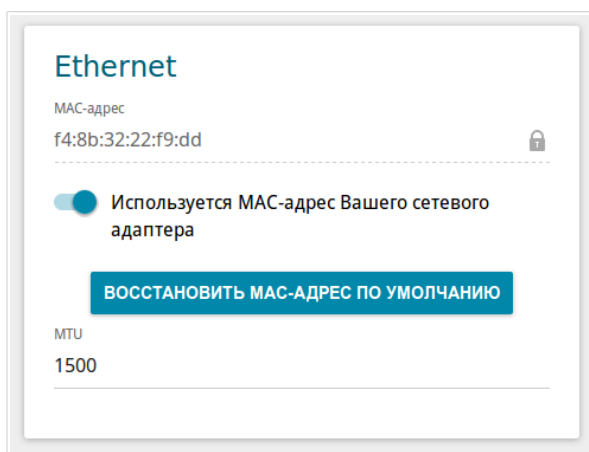 Ethernet
MAC-адрес
f4:8b:32:22:f9:dd
Используется MAC-адрес Вашего сетевого
адаптера
ВОССТАНОВИТЬ MAC-АДРЕС ПО УМОЛЧАНИЮ
MTU
1500